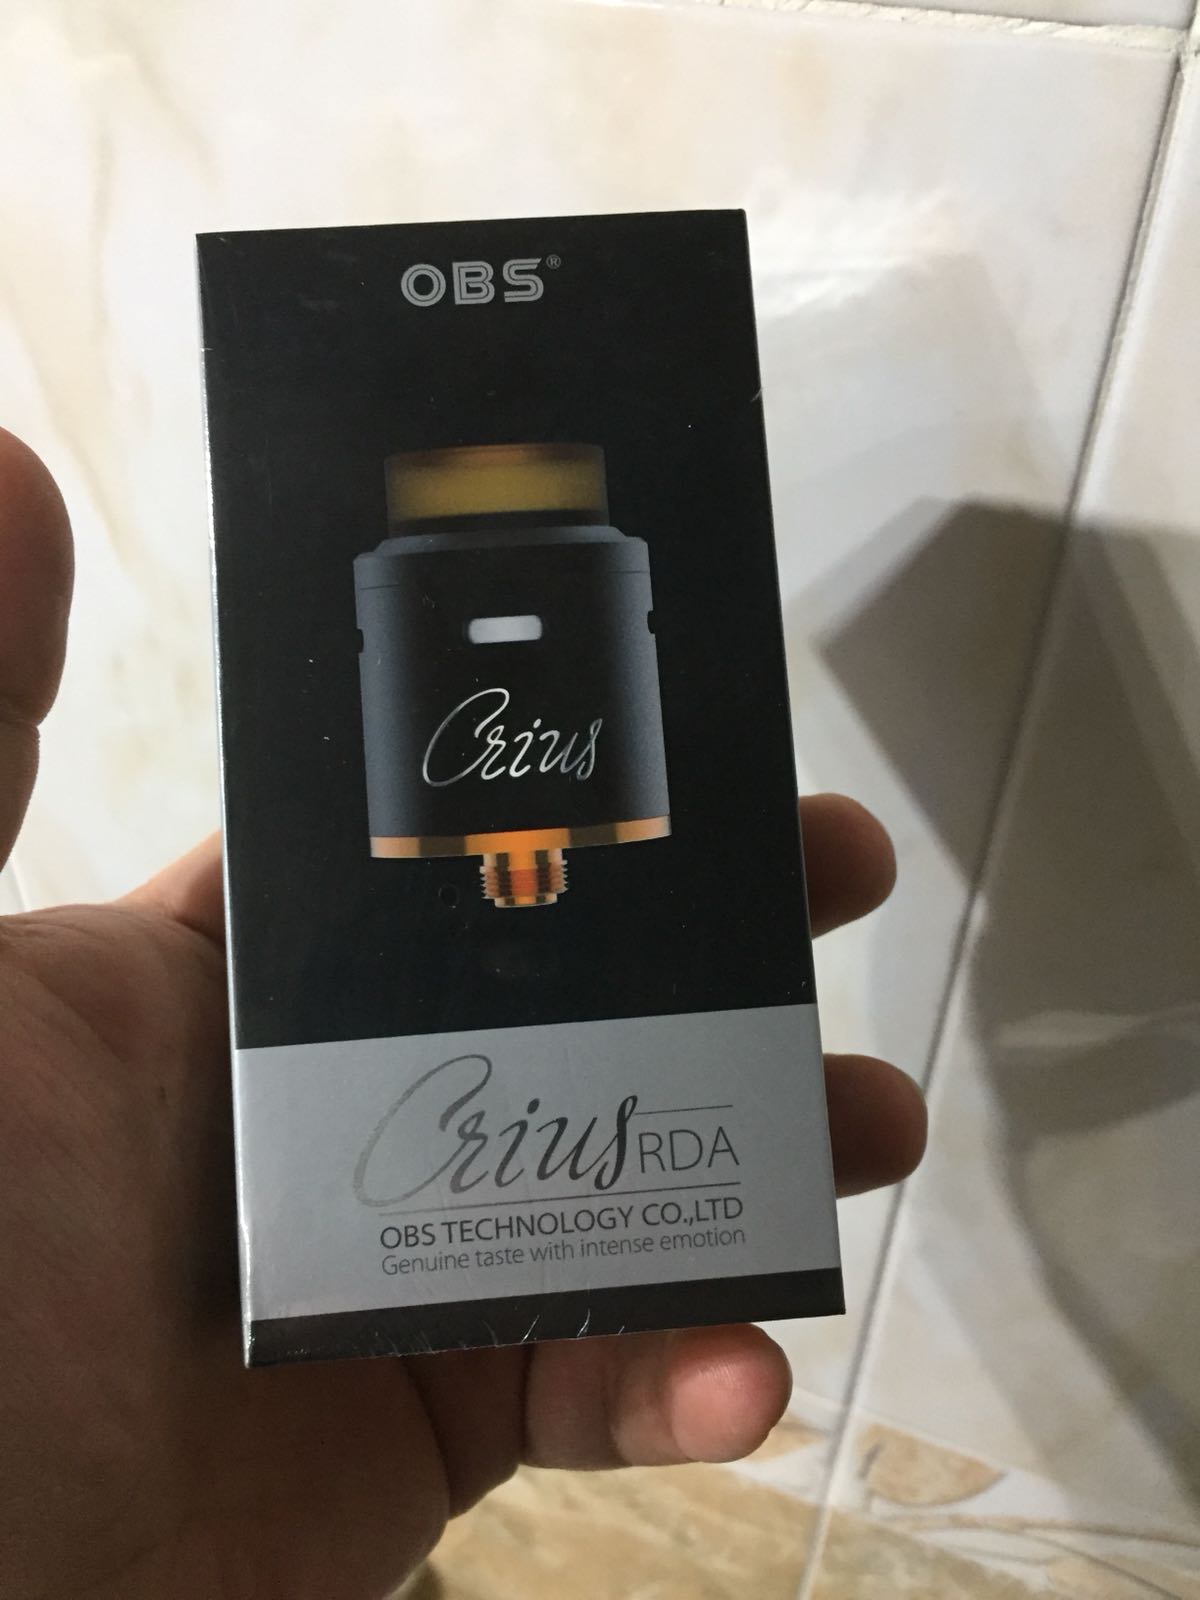 OBS®
Crius
Crius RDA
OBS TECHNOLOGY CO.,LTD
Genuine taste with intense emotion